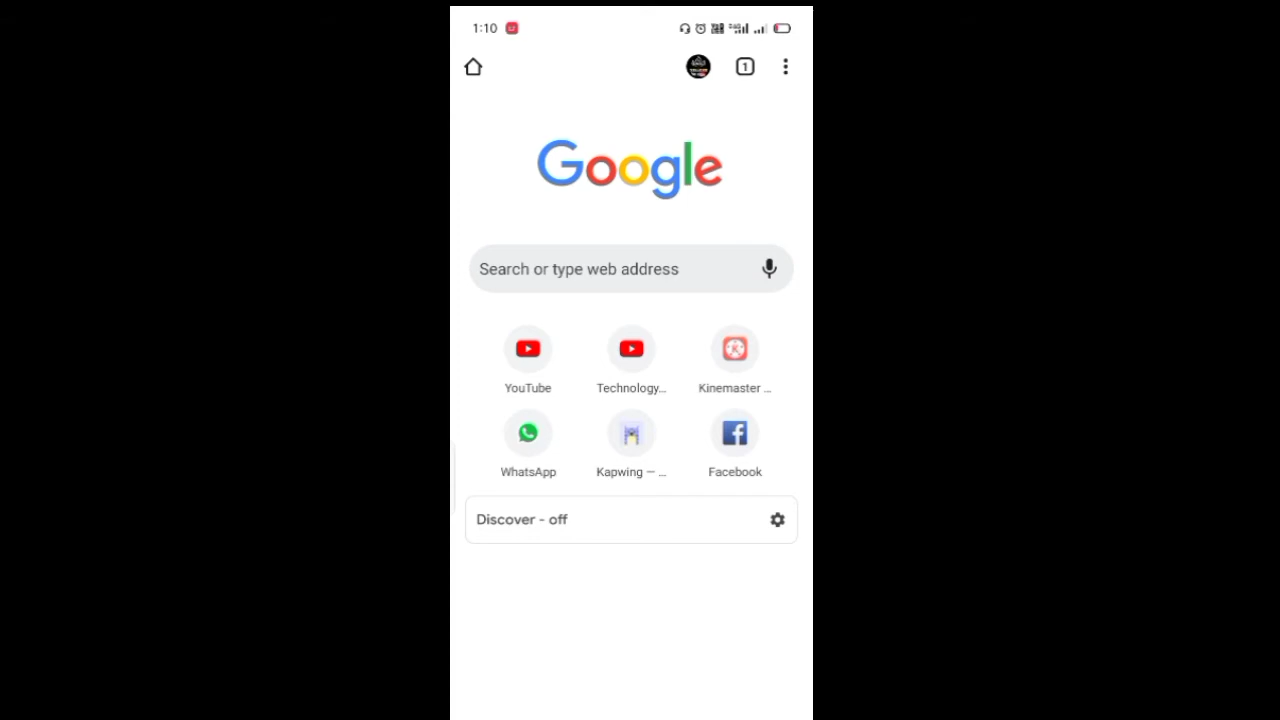 1:10
1
Google
Search or type web address
YouTube
Technology...
Kinemaster ...
WhatsApp
Kapwing — ...
Facebook
Discover - off